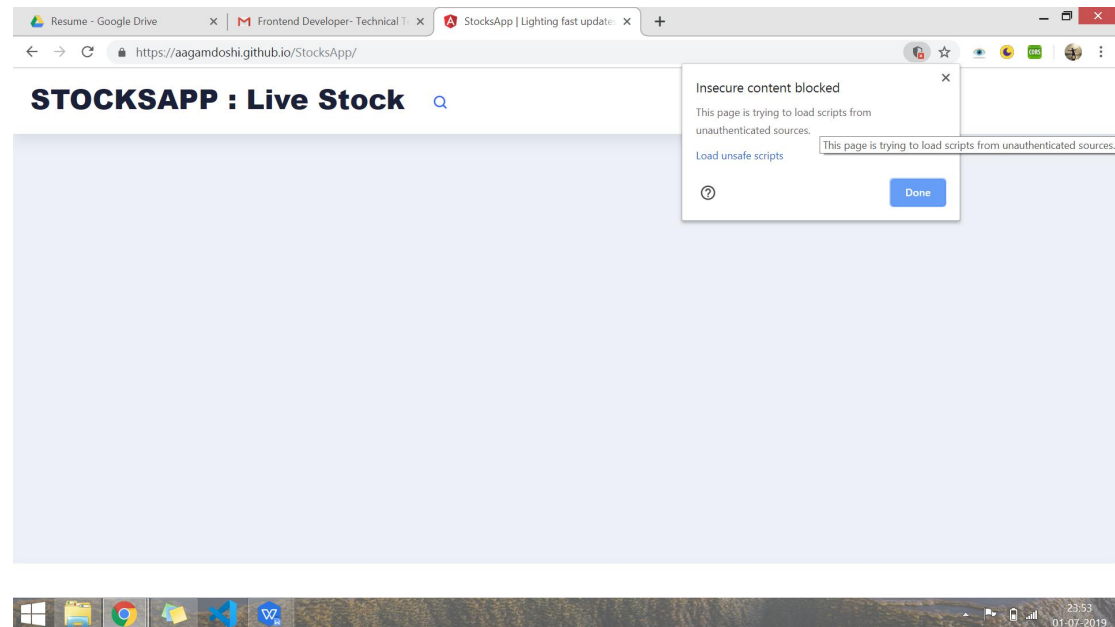 Resume - Google Drive
Frontend Developer- Technical T
StocksApp | Lighting fast update
https://aagamdoshi.github.io/StocksApp/
CORS
STOCKSAPP : Live Stock
Insecure content blocked
This page is trying to load scripts from
unauthenticated sources.
This page is trying to load scripts from unauthenticated sources.
Load unsafe scripts
Done
23:53
01-07-2019